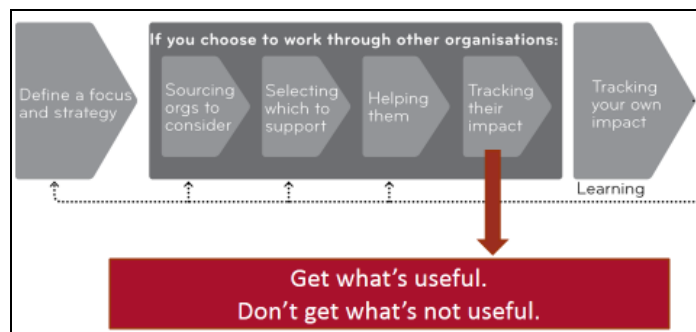 If you choose to work through other organisations:
Define a focus
and strategy
Sourcing
orgs to
consider
Selecting
which to
support
Helping
them
Tracking
their
impact
Tracking
your own
impact
Learning
Get what's useful.
Don't get what's not useful.